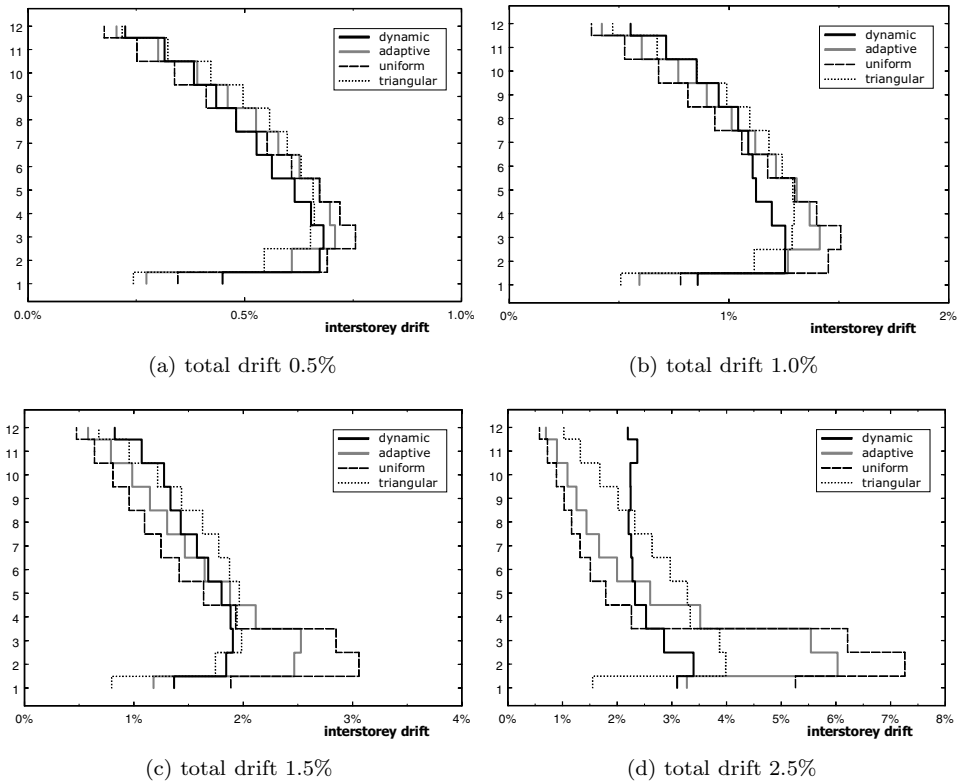 12
11
10
9
8
7
6
5
4
3
2
1
0.0% 0.5% 1.0%
interstorey drift
dynamic
adaptive
uniform
triangular
(a) total drift 0.5%
12
11
10
9
8
7
6
5
4
3
2
1
0% 1% 2%
interstorey drift
dynamic
adaptive
uniform
triangular
(b) total drift 1.0%
12
11
10
9
8
7
6
5
4
3
2
1
0% 1% 2% 3% 4%
interstorey drift
dynamic
adaptive
uniform
triangular
(c) total drift 1.5%
12
11
10
9
8
7
6
5
4
3
2
1
0% 1% 2% 3% 4% 5% 6% 7% 8%
interstorey drift
dynamic
adaptive
uniform
triangular
(d) total drift 2.5%